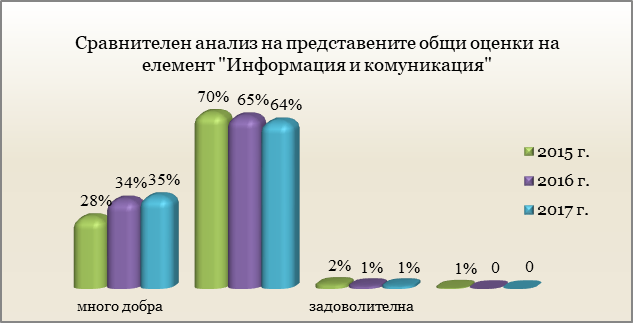 Сравнителен анализ на представените общи оценки на
елемент "Информация и комуникация"
70%
65%
64%
28%
34%
35%
2%
1%
1%
1%
0
0
2015 г.
2016 г.
2017 г.
много добра
задоволителна